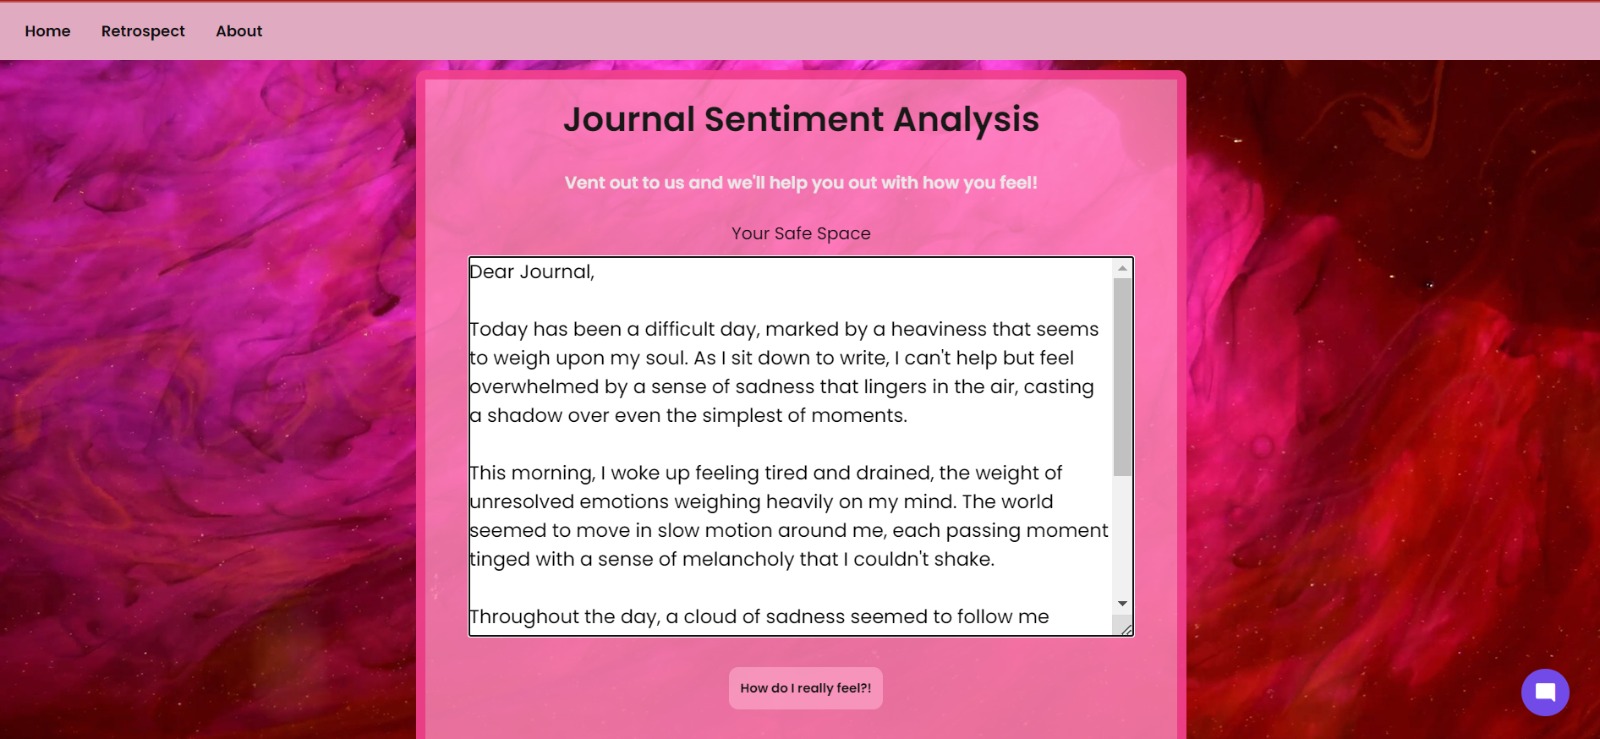 Home Retrospect About
Journal Sentiment Analysis
Vent out to us and we'll help you out with how you feel!
Your Safe Space
Dear Journal,
Today has been a difficult day, marked by a heaviness that seems
to weigh upon my soul. As I sit down to write, I can't help but feel
overwhelmed by a sense of sadness that lingers in the air, casting
a shadow over even the simplest of moments.
This morning, I woke up feeling tired and drained, the weight of
unresolved emotions weighing heavily on my mind. The world
seemed to move in slow motion around me, each passing moment
tinged with a sense of melancholy that I couldn't shake.
Throughout the day, a cloud of sadness seemed to follow me
How do I really feel?!